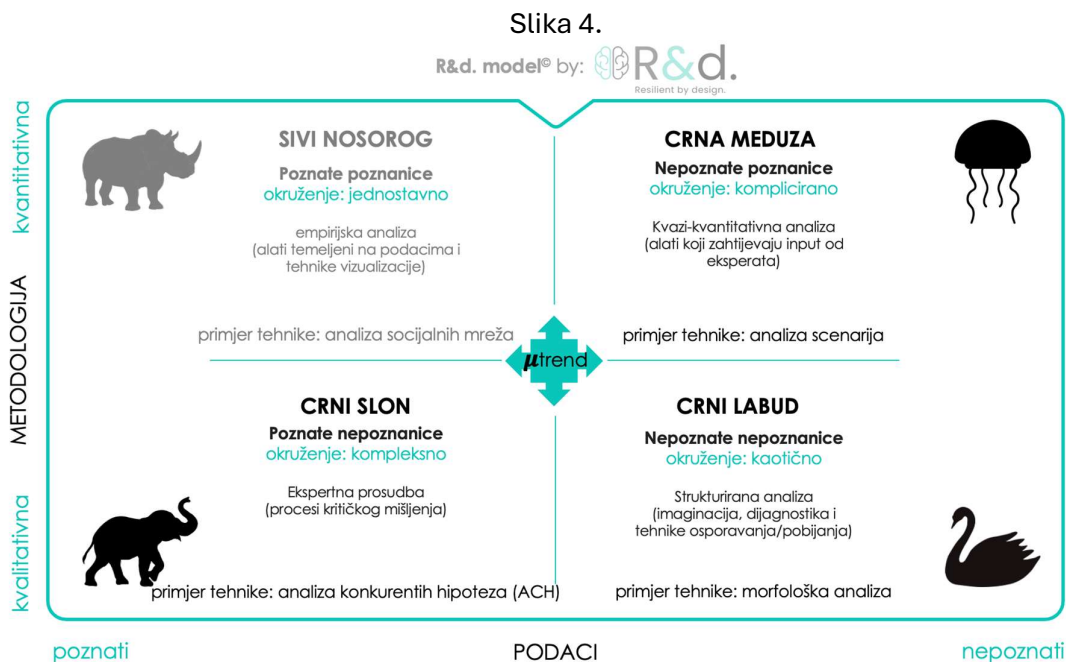 Slika 4.
R&d. model© by: R&d.
Resilient by design.
kvantitativna
METODOLOGIJA
kvalitativna
SIVI NOSOROG
Poznate poznanice
okruženje: jednostavno
empirijska analiza
(alati temeljeni na podacima i
tehnike vizualizacije)
primjer tehnike: analiza socijalnih mreža
CRNA MEDUZA
Nepoznate poznanice
okruženje: komplicirano
Kvazi-kvantitativna analiza
(alati koji zahtijevaju input od
eksperata)
primjer tehnike: analiza scenarija
µtrend
CRNI SLON
Poznate nepoznanice
okruženje: kompleksno
Ekspertna prosudba
(procesi kritičkog mišljenja)
primjer tehnike: analiza konkurentih hipoteza (ACH)
CRNI LABUD
Nepoznate nepoznanice
okruženje: kaotično
Strukturirana analiza
(imaginacija, dijagnostika i
tehnike osporavanja/pobijanja)
primjer tehnike: morfološka analiza
poznati
PODACI
nepoznati